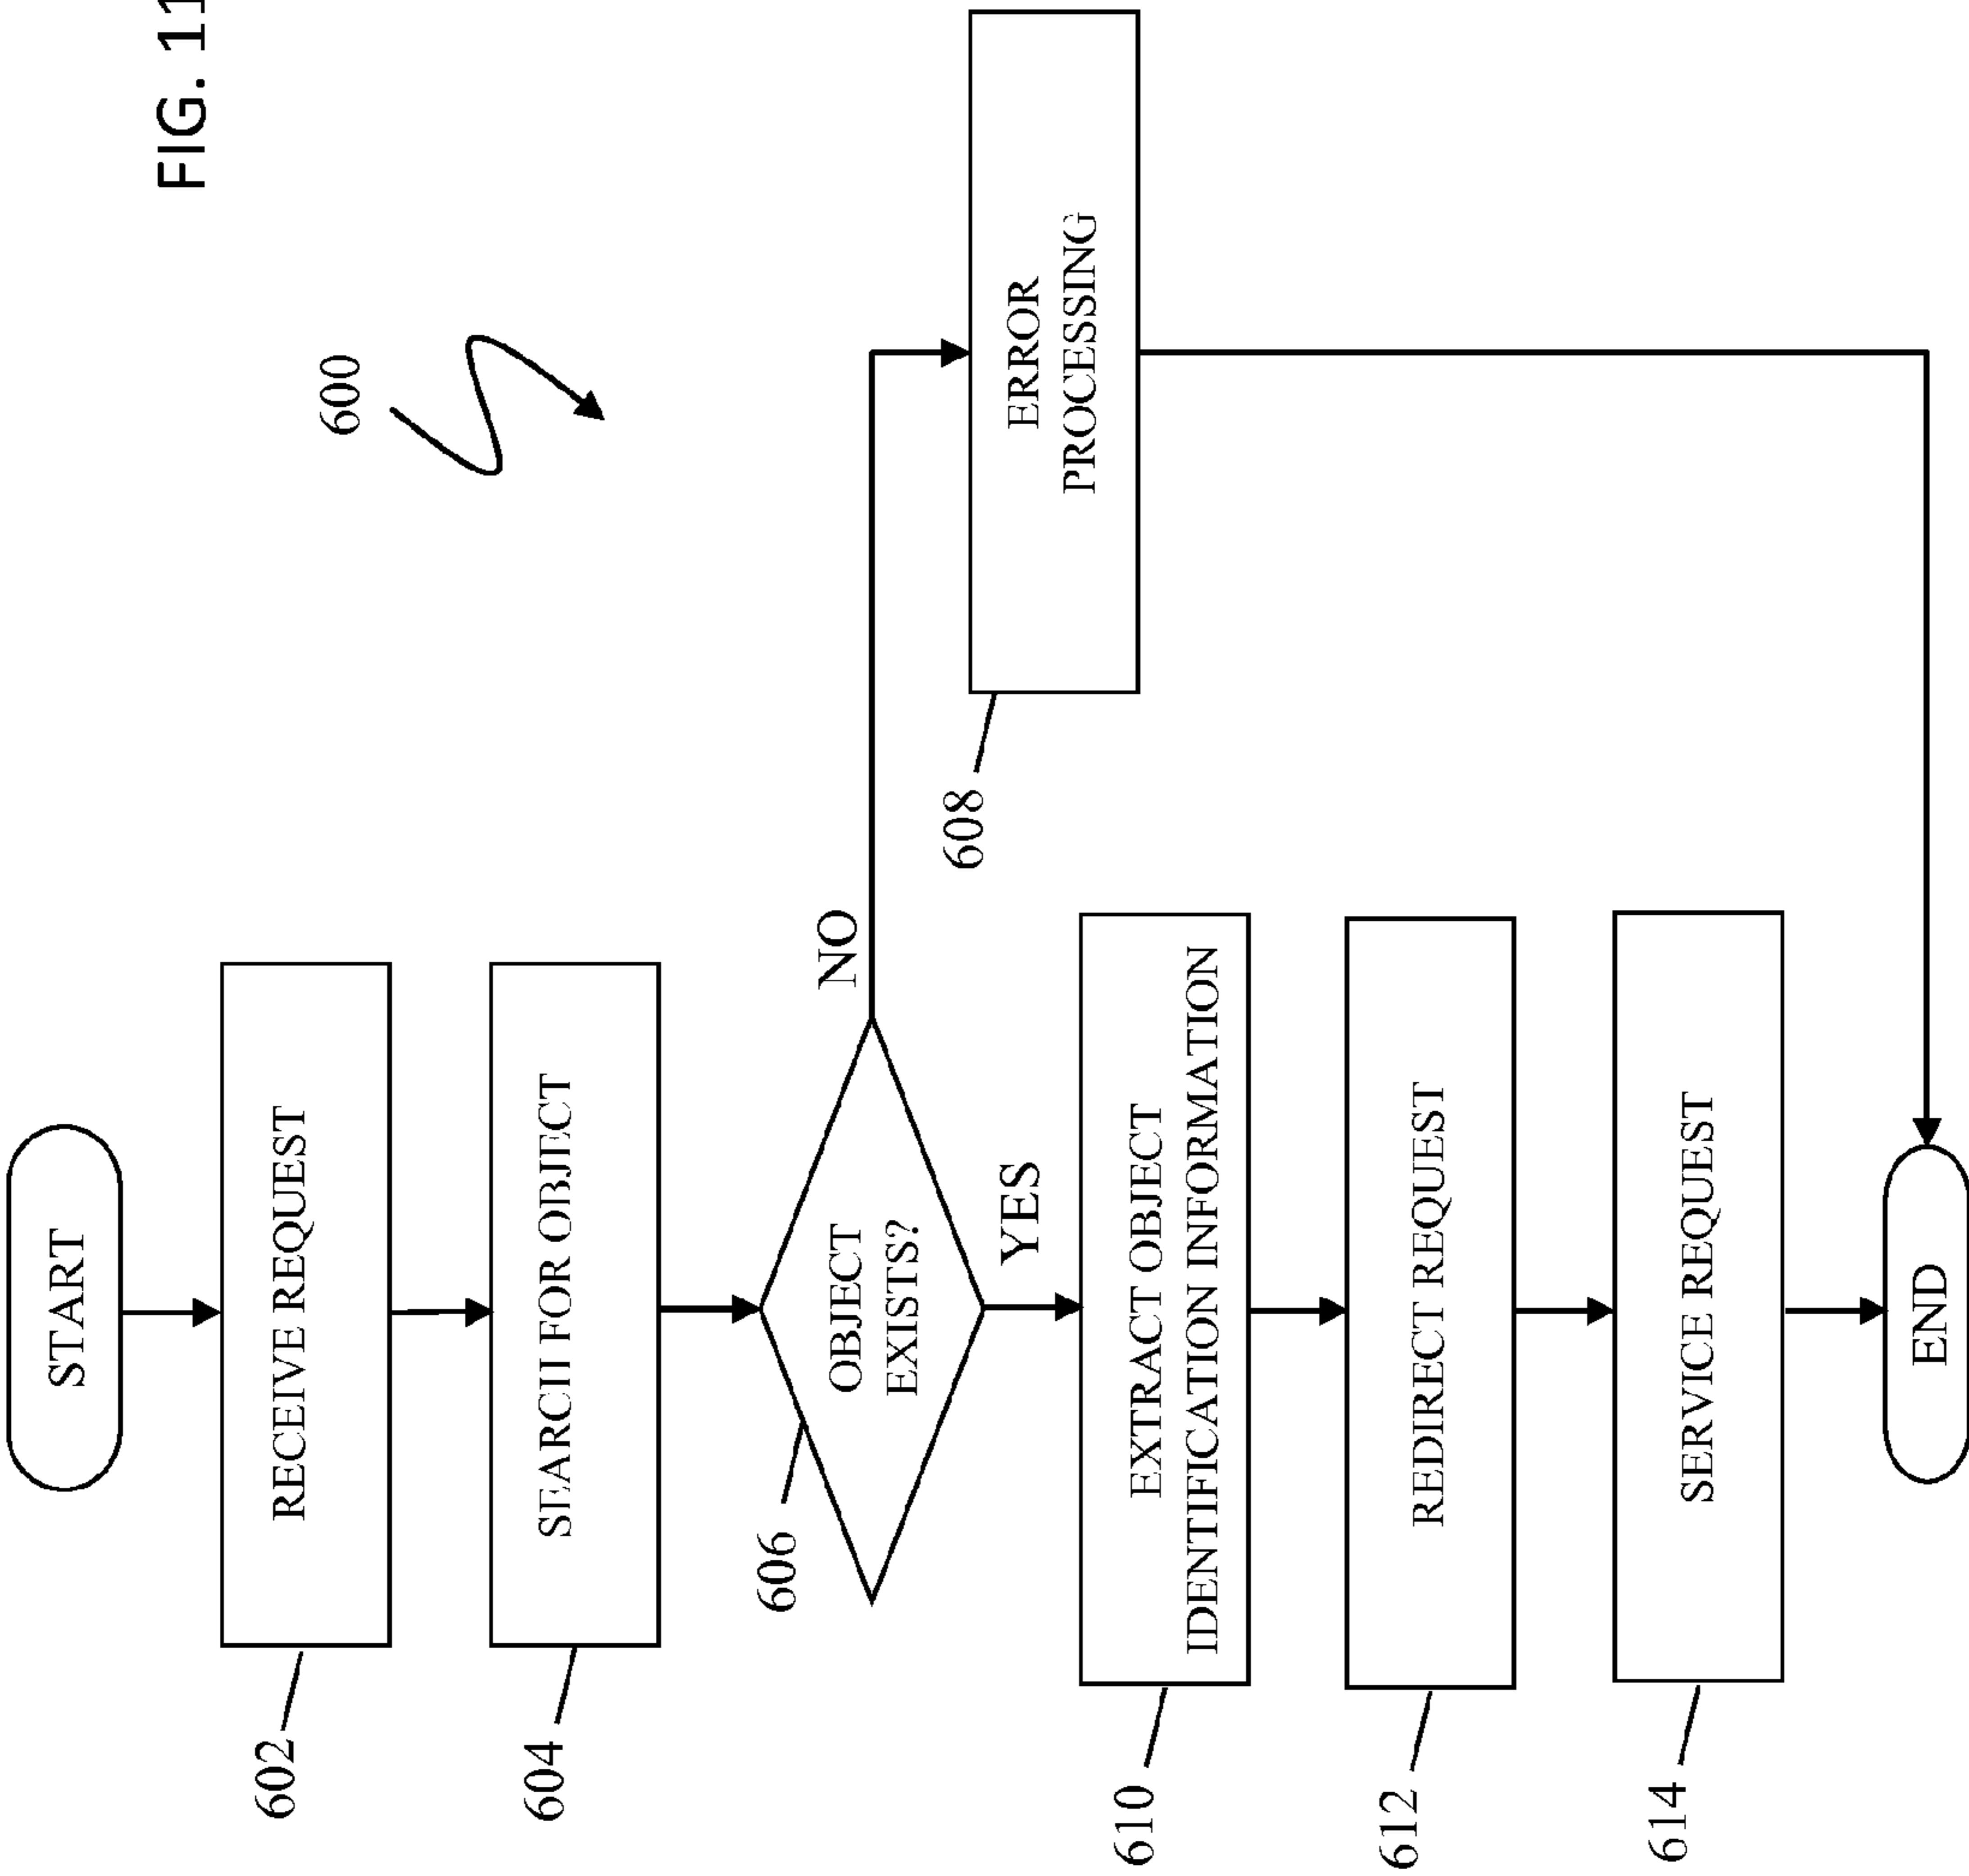 FIG. 11
600
START
602
RECEIVE REQUEST
604
SEARCH FOR OBJECT
606
OBJECT
EXISTS?
NO
YES
608
ERROR
PROCESSING
610
EXTRACT OBJECT
IDENTIFICATION INFORMATION
612
REDIRECT REQUEST
614
SERVICE REQUEST
END